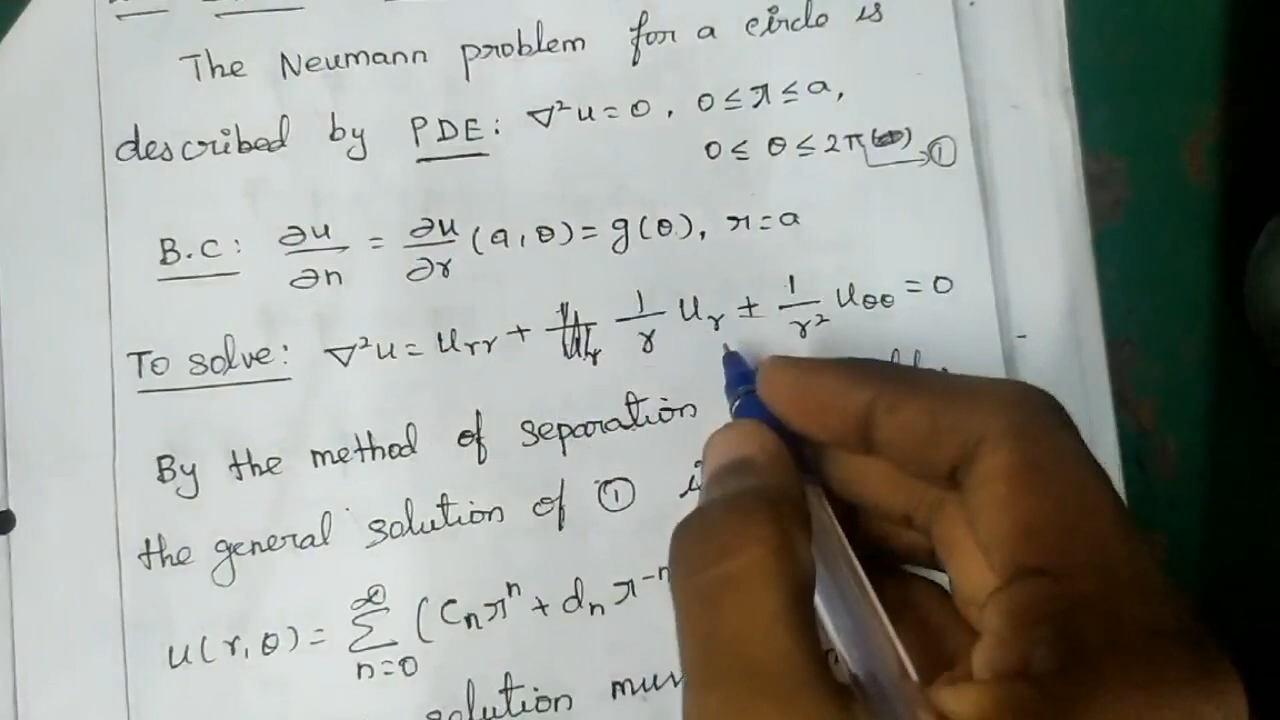 The Neumann problem for a circle is
described by PDE: ∇²u = 0, 0 ≤ r ≤ a,
0 ≤ θ ≤ 2π → ①
B.C: ∂u/∂n = ∂u/∂r (a, θ) = g(θ), r = a
To solve: ∇²u = u_rr + 1/r u_r + 1/r² u_θθ = 0
By the method of separation
the general solution of ①
u(r, θ) = ∑_{n=0}^{∞} (c_n r^n + d_n r^{-n}
solution